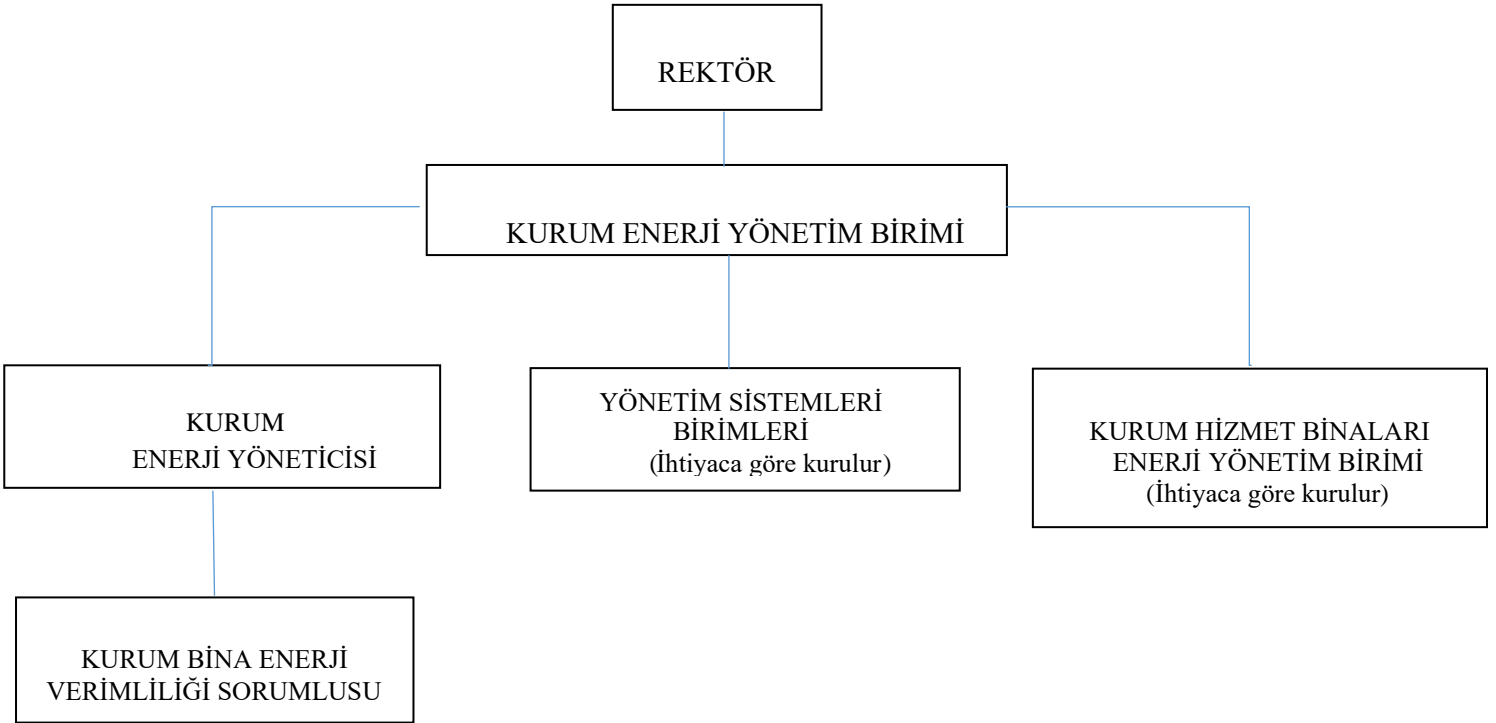 REKTÖR
KURUM ENERJİ YÖNETİM BİRİMİ
KURUM
ENERJİ YÖNETİCİSİ
YÖNETİM SİSTEMLERİ
BİRİMLERİ
(İhtiyaca göre kurulur)
KURUM HİZMET BİNALARI
ENERJİ YÖNETİM BİRİMİ
(İhtiyaca göre kurulur)
KURUM BİNA ENERJİ
VERİMLİLİĞİ SORUMLUSU